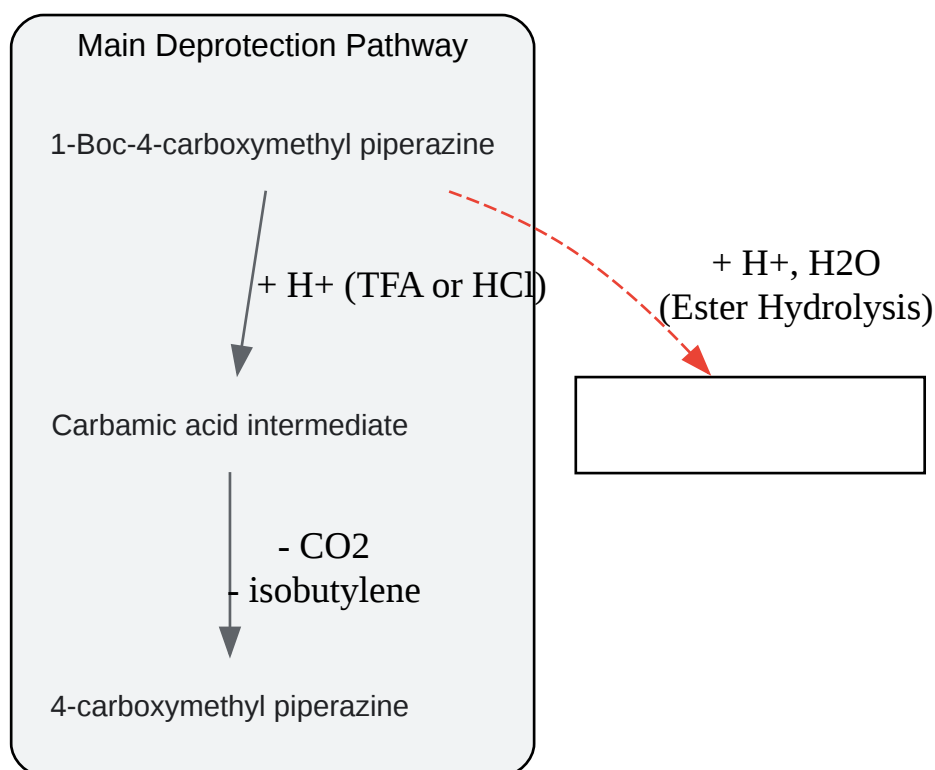 Main Deprotection Pathway
1-Boc-4-carboxymethyl piperazine
+ H+ (TFA or HCl)
+ H+, H2O
(Ester Hydrolysis)
Carbamic acid intermediate
- CO2
- isobutylene
4-carboxymethyl piperazine